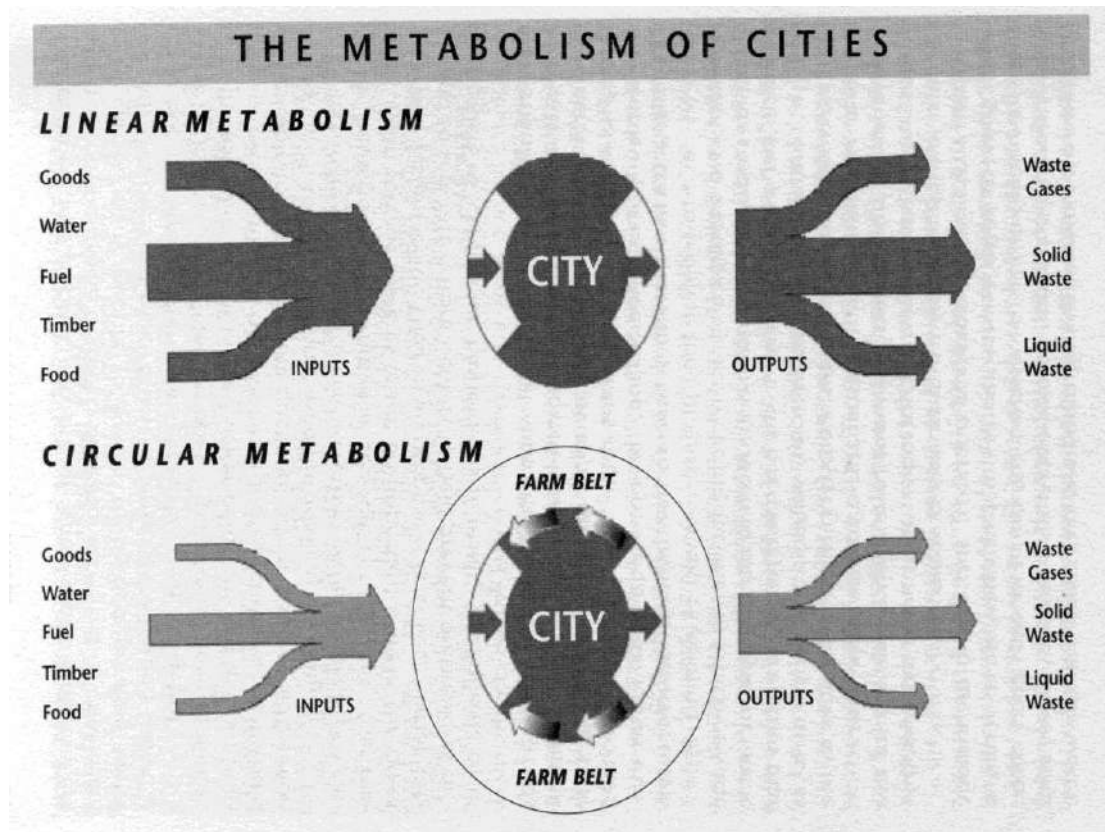 THE METABOLISM OF CITIES
LINEAR METABOLISM
Goods
Water
Fuel
Timber
Food
INPUTS
CITY
OUTPUTS
Waste
Gases
Solid
Waste
Liquid
Waste
CIRCULAR METABOLISM
Goods
Water
Fuel
Timber
Food
INPUTS
FARM BELT
CITY
FARM BELT
OUTPUTS
Waste
Gases
Solid
Waste
Liquid
Waste